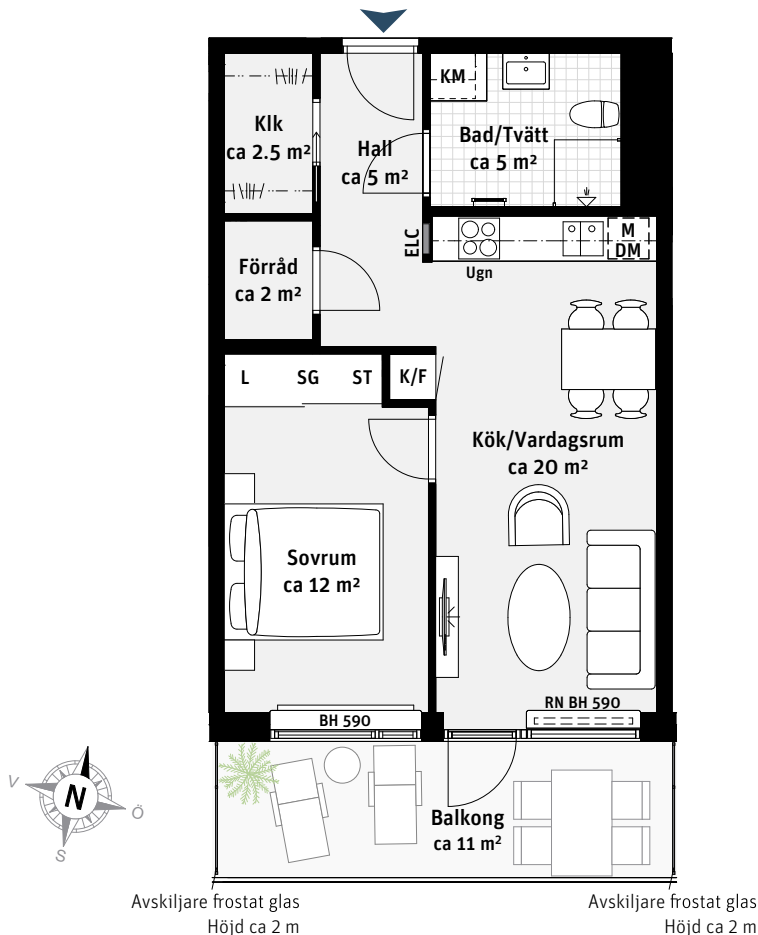 KM
Klk
ca 2.5 m²
Hall
ca 5 m²
Bad/Tvätt
ca 5 m²
ELC
M
DM
Ugn
Förråd
ca 2 m²
L SG ST K/F
Kök/Vardagsrum
ca 20 m²
Sovrum
ca 12 m²
RN BH 590
BH 590
V N Ö S
Balkong
ca 11 m²
Avskiljare frostat glas
Höjd ca 2 m
Avskiljare frostat glas
Höjd ca 2 m